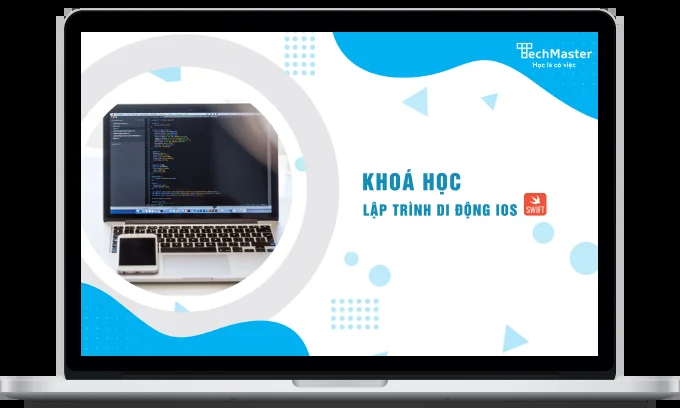 TechMaster
Học là có việc
KHOÁ HỌC
LẬP TRÌNH DI ĐỘNG IOS
SWIFT